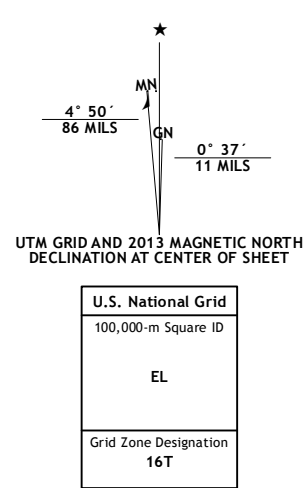 ★
MN
4° 50´
86 MILS
GN
0° 37´
11 MILS
UTM GRID AND 2013 MAGNETIC NORTH
DECLINATION AT CENTER OF SHEET
U.S. National Grid
100,000-m Square ID
EL
Grid Zone Designation
16T